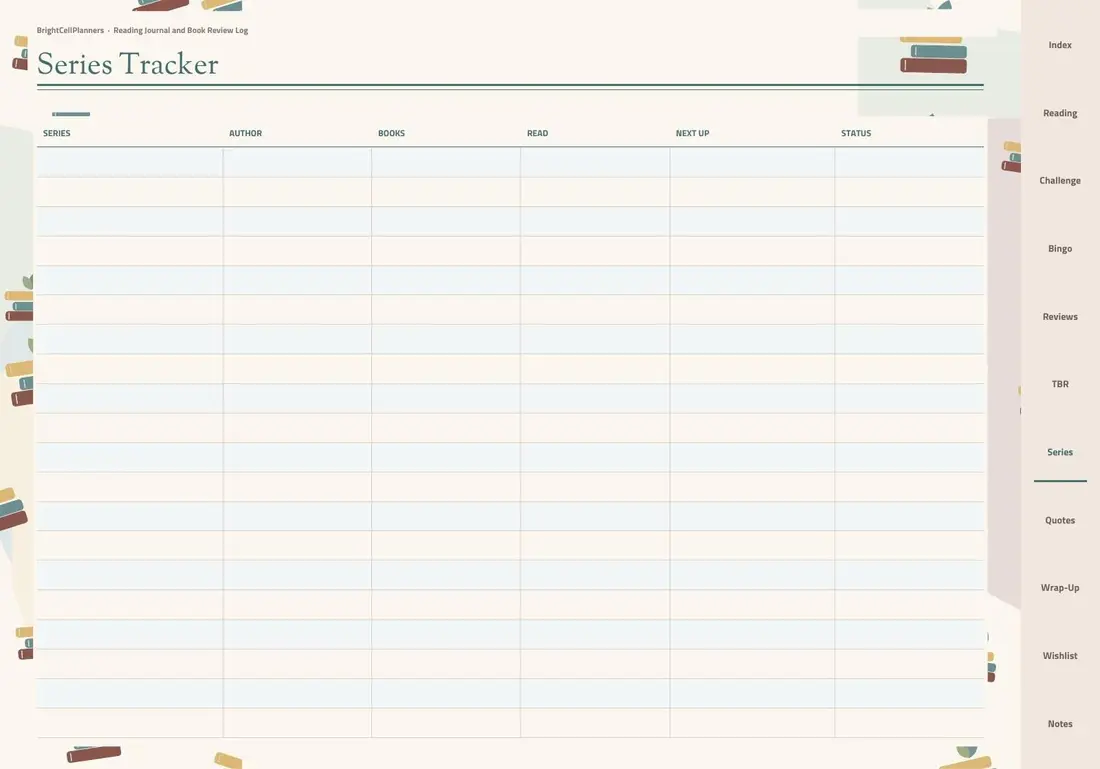 BrightCellPlanners · Reading Journal and Book Review Log
Series Tracker
SERIES AUTHOR BOOKS READ NEXT UP STATUS
Index
Reading
Challenge
Bingo
Reviews
TBR
Series
Quotes
Wrap-Up
Wishlist
Notes